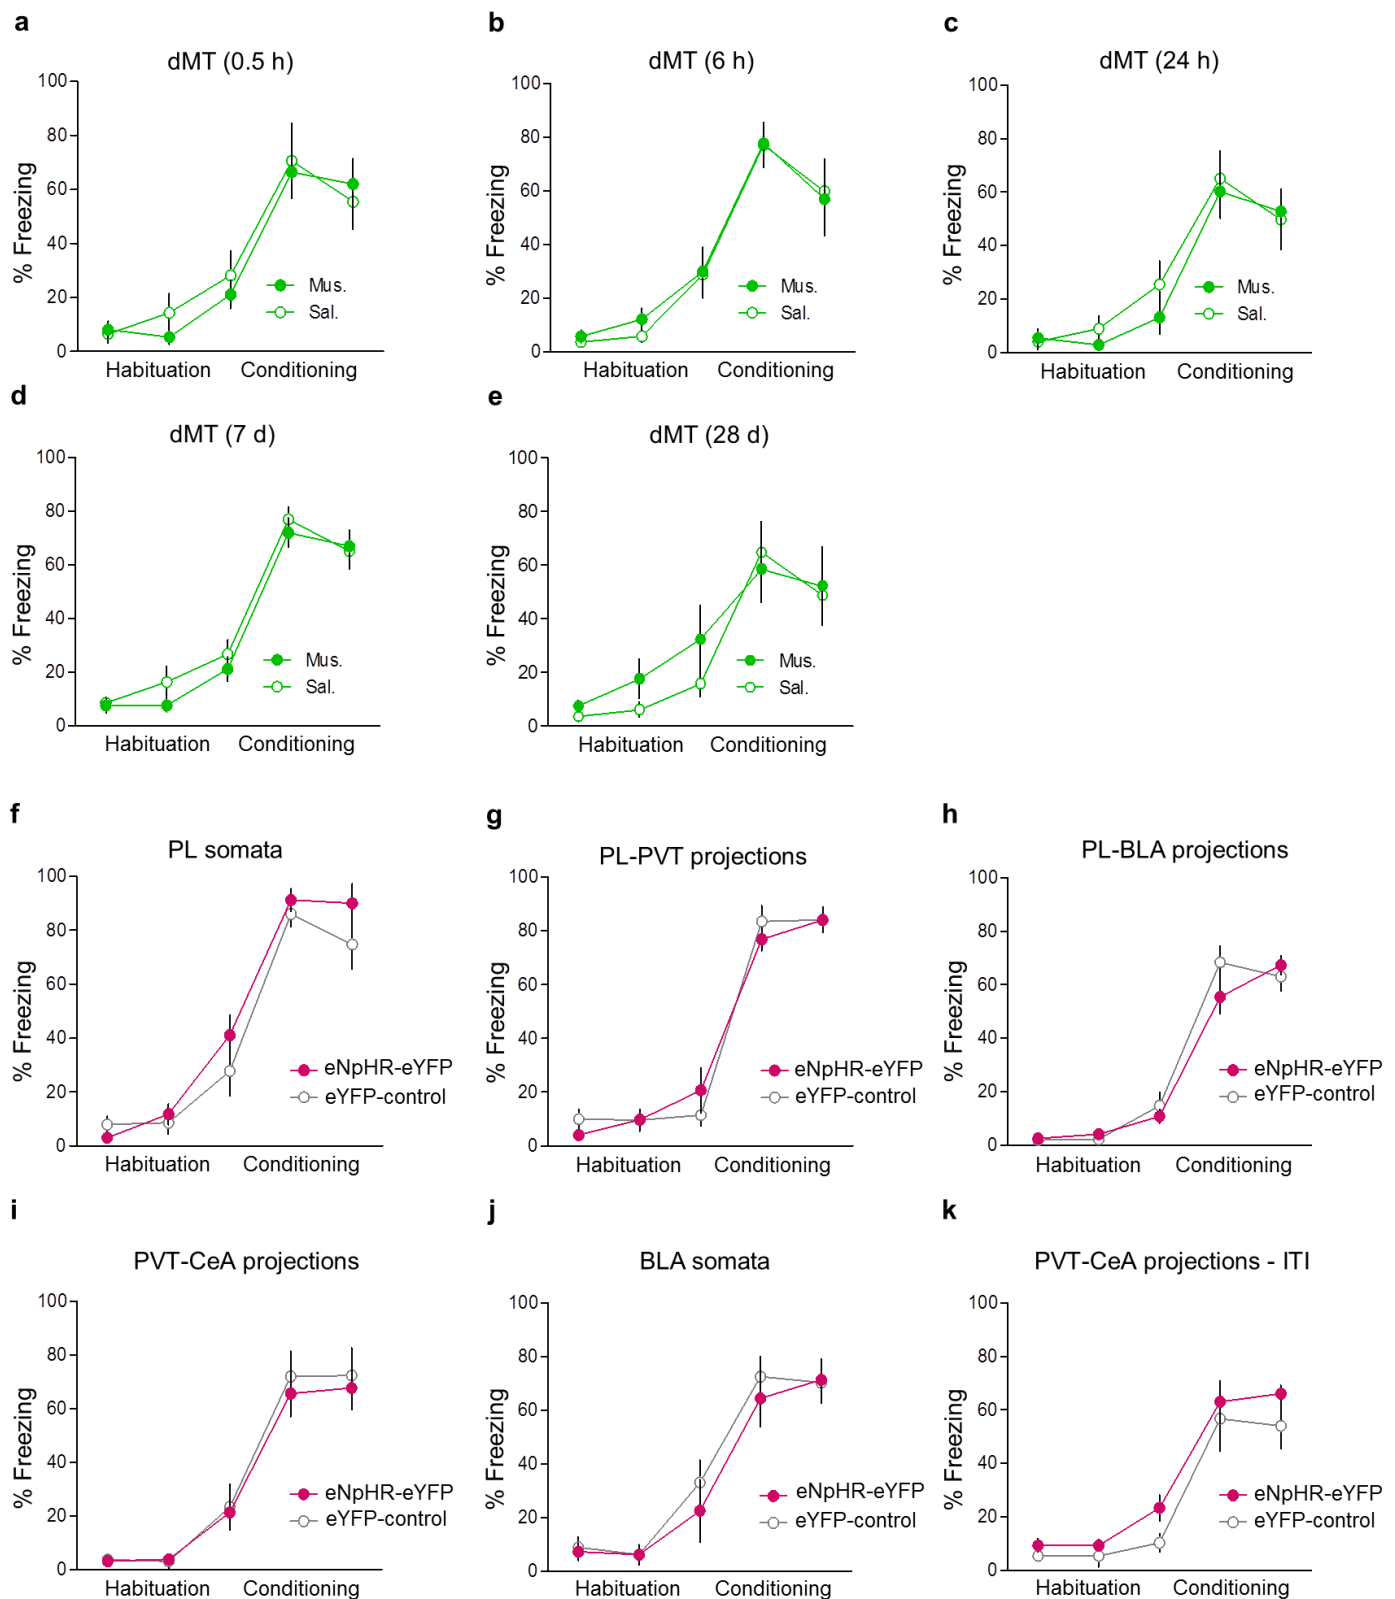 a
dMT (0.5 h)
100
80
60
40
20
0
% Freezing
Mus.
Sal.
Habituation
Conditioning
b
dMT (6 h)
100
80
60
40
20
0
% Freezing
Mus.
Sal.
Habituation
Conditioning
c
dMT (24 h)
100
80
60
40
20
0
% Freezing
Mus.
Sal.
Habituation
Conditioning
d
dMT (7 d)
100
80
60
40
20
0
% Freezing
Mus.
Sal.
Habituation
Conditioning
e
dMT (28 d)
100
80
60
40
20
0
% Freezing
Mus.
Sal.
Habituation
Conditioning
f
PL somata
100
80
60
40
20
0
% Freezing
eNpHR-eYFP
eYFP-control
Habituation
Conditioning
g
PL-PVT projections
100
80
60
40
20
0
% Freezing
eNpHR-eYFP
eYFP-control
Habituation
Conditioning
h
PL-BLA projections
100
80
60
40
20
0
% Freezing
eNpHR-eYFP
eYFP-control
Habituation
Conditioning
i
PVT-CeA projections
100
80
60
40
20
0
% Freezing
eNpHR-eYFP
eYFP-control
Habituation
Conditioning
j
BLA somata
100
80
60
40
20
0
% Freezing
eNpHR-eYFP
eYFP-control
Habituation
Conditioning
k
PVT-CeA projections - ITI
100
80
60
40
20
0
% Freezing
eNpHR-eYFP
eYFP-control
Habituation
Conditioning